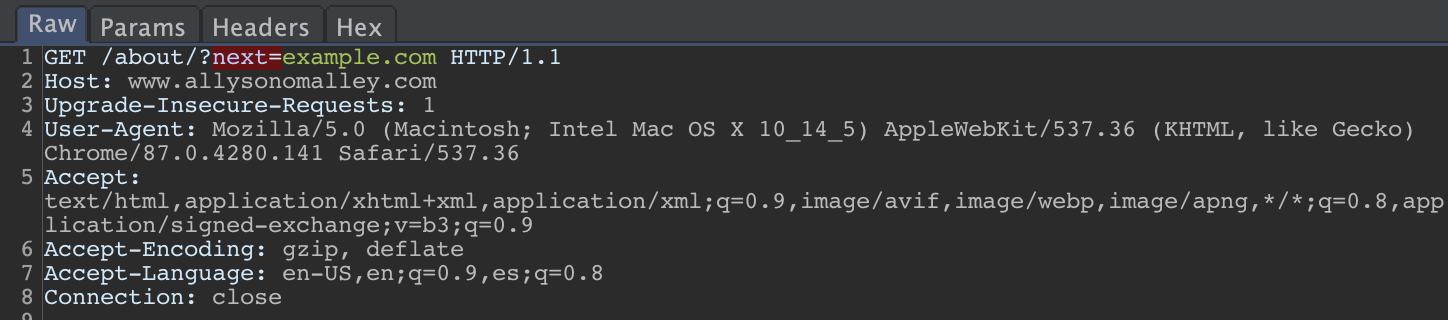 Raw Params Headers Hex
1 GET /about/?next=example.com HTTP/1.1
2 Host: www.allysonomalley.com
3 Upgrade-Insecure-Requests: 1
4 User-Agent: Mozilla/5.0 (Macintosh; Intel Mac OS X 10_14_5) AppleWebKit/537.36 (KHTML, like Gecko)
Chrome/87.0.4280.141 Safari/537.36
5 Accept:
text/html,application/xhtml+xml,application/xml;q=0.9,image/avif,image/webp,image/apng,*/*;q=0.8,app
lication/signed-exchange;v=b3;q=0.9
6 Accept-Encoding: gzip, deflate
7 Accept-Language: en-US,en;q=0.9,es;q=0.8
8 Connection: close
9